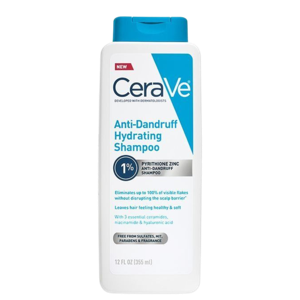 NEW
CeraVe
DEVELOPED WITH DERMATOLOGISTS
Anti-Dandruff
Hydrating
Shampoo
1%
PYRITHIONE ZINC
ANTI-DANDRUFF
SHAMPOO
Eliminates up to 100% of visible flakes
without disrupting the scalp barrier*
Leaves hair feeling healthy & soft
With 3 essential ceramides,
niacinamide & hyaluronic acid
FREE FROM SULFATES,
PARABENS & FRAGRANCE
12 FL OZ (355 ml)